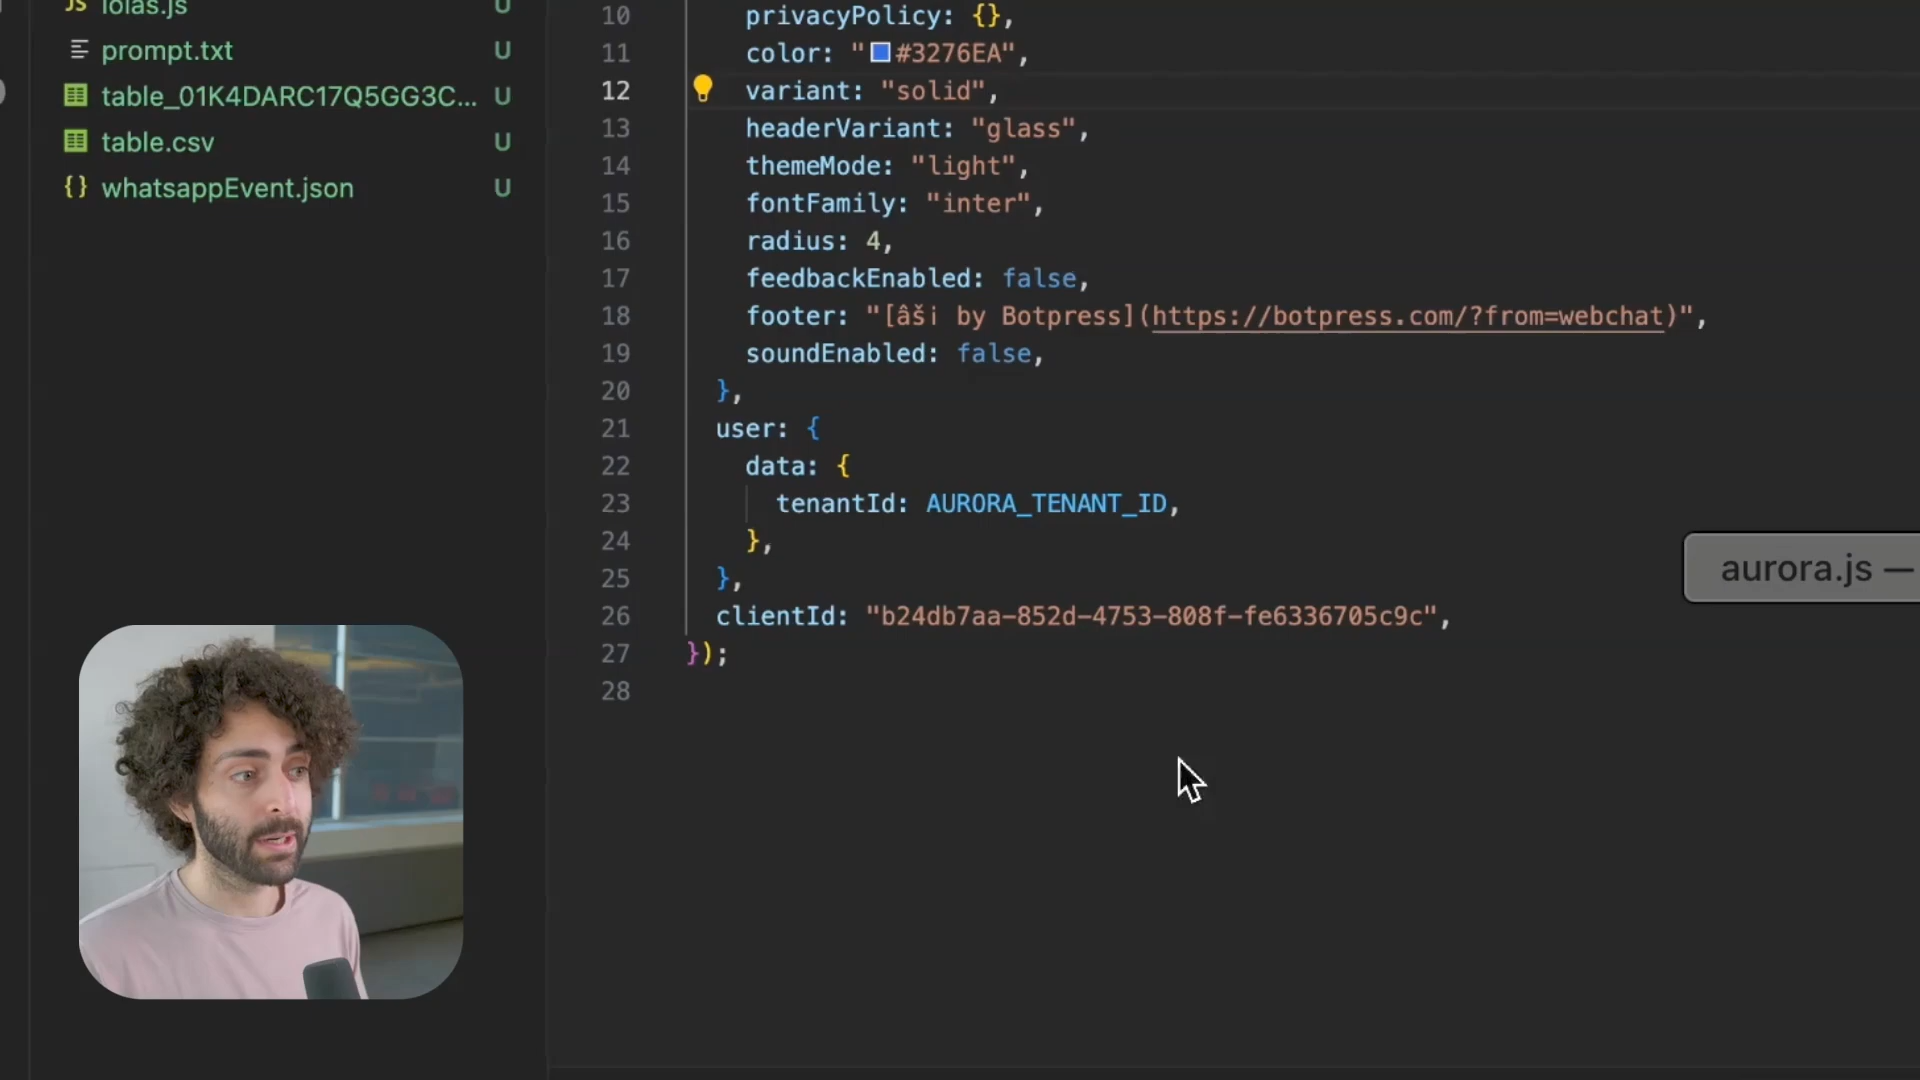 lolas.js U
prompt.txt U
table_01K4DARC17Q5GG3C... U
table.csv U
whatsappEvent.json U
10 privacyPolicy: {},
11 color: "#3276EA",
12 variant: "solid",
13 headerVariant: "glass",
14 themeMode: "light",
15 fontFamily: "inter",
16 radius: 4,
17 feedbackEnabled: false,
18 footer: "[âš¡ by Botpress](https://botpress.com/?from=webchat)",
19 soundEnabled: false,
20 },
21 user: {
22 data: {
23 tenantId: AURORA_TENANT_ID,
24 },
25 },
26 clientId: "b24db7aa-852d-4753-808f-fe6336705c9c",
27 });
28
aurora.js —